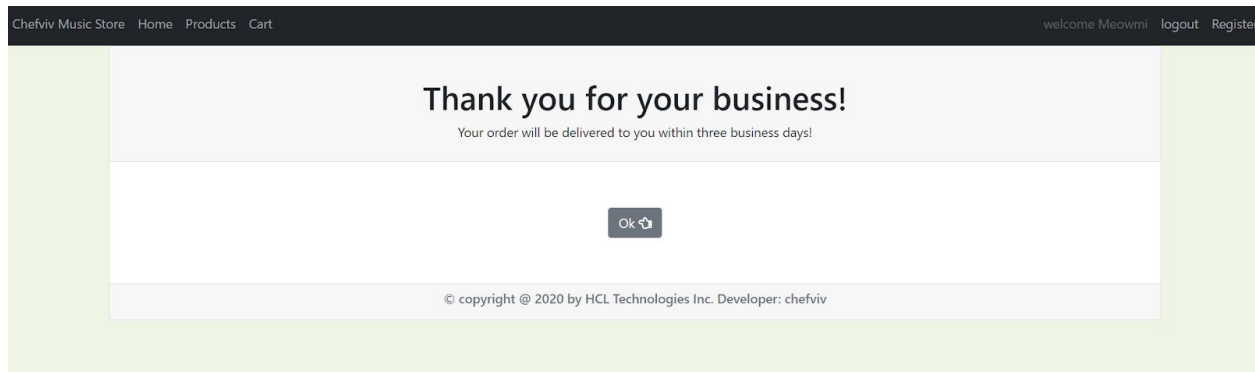 Chefviv Music Store Home Products Cart welcome Meowmi logout Register
Thank you for your business!
Your order will be delivered to you within three business days!
Ok
© copyright @ 2020 by HCL Technologies Inc. Developer: chefviv